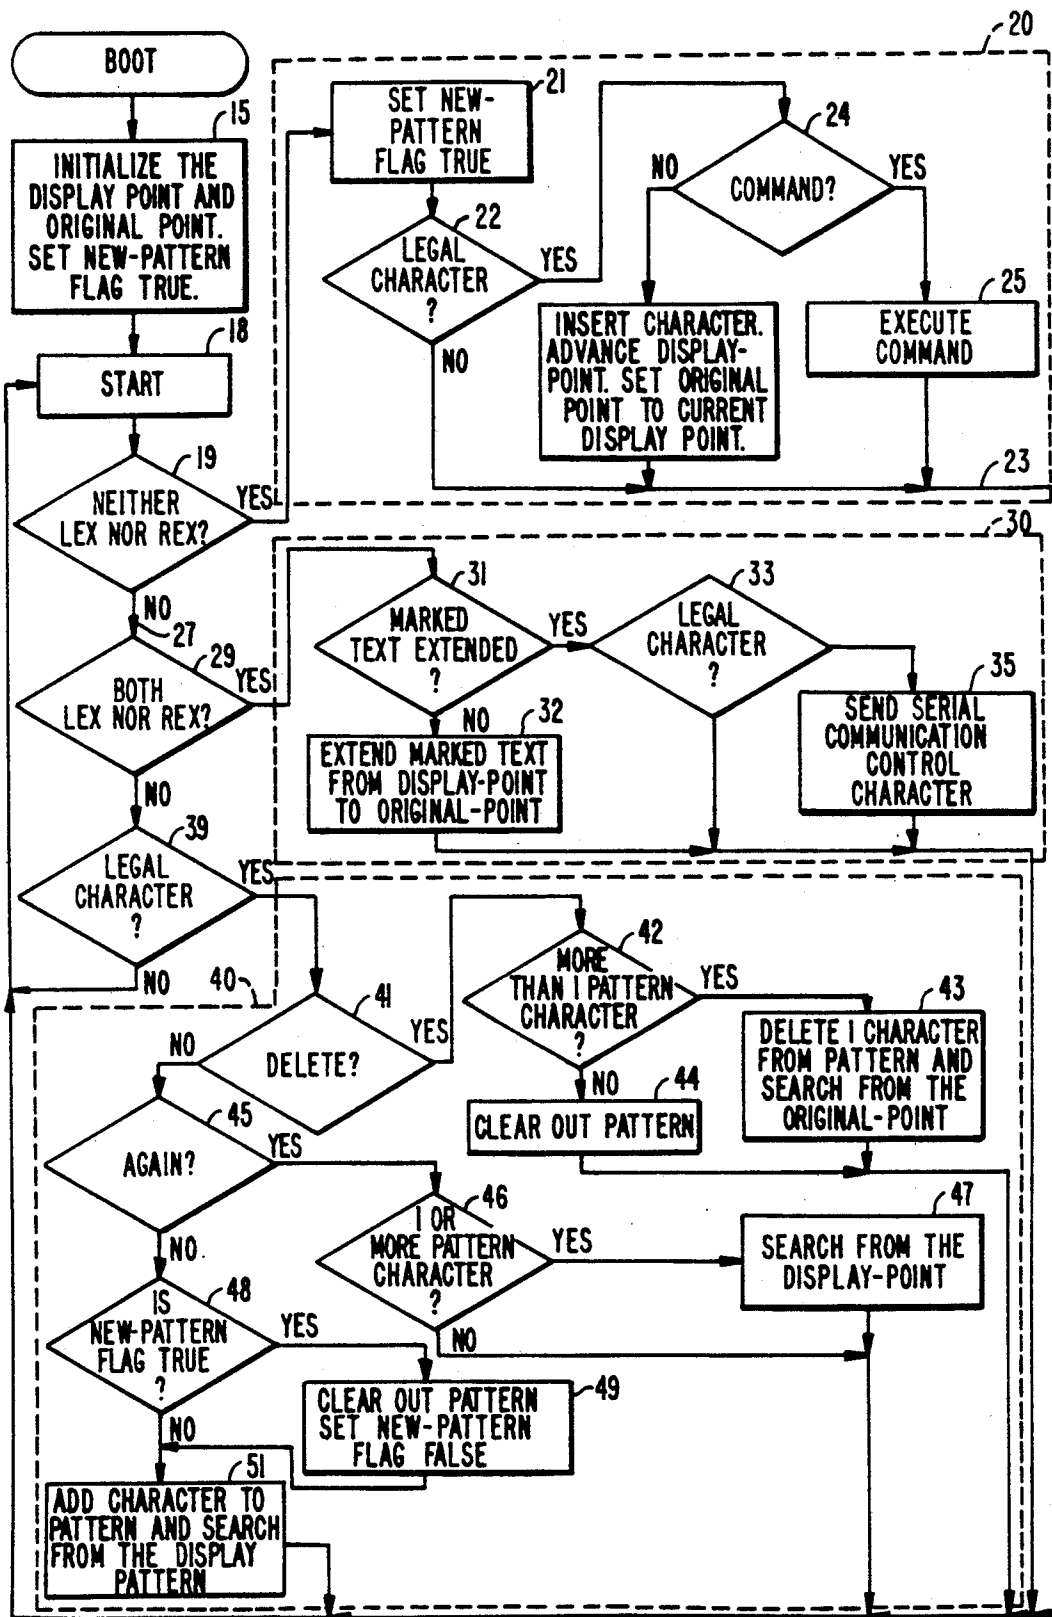 BOOT
15
INITIALIZE THE
DISPLAY POINT AND
ORIGINAL POINT.
SET NEW-PATTERN
FLAG TRUE.
18
START
19
NEITHER
LEX NOR REX?
YES
NO
27
29
BOTH
LEX NOR REX?
YES
NO
39
LEGAL
CHARACTER
?
YES
NO
20
21
SET NEW-
PATTERN
FLAG TRUE
22
LEGAL
CHARACTER
?
YES
NO
24
COMMAND?
NO
YES
INSERT CHARACTER.
ADVANCE DISPLAY-
POINT. SET ORIGINAL
POINT TO CURRENT
DISPLAY POINT.
25
EXECUTE
COMMAND
23
30
31
MARKED
TEXT EXTENDED
?
YES
NO
32
EXTEND MARKED TEXT
FROM DISPLAY-POINT
TO ORIGINAL-POINT
33
LEGAL
CHARACTER
?
35
SEND SERIAL
COMMUNICATION
CONTROL
CHARACTER
40
41
DELETE?
NO
YES
42
MORE
THAN 1 PATTERN
CHARACTER
?
YES
NO
43
DELETE 1 CHARACTER
FROM PATTERN AND
SEARCH FROM THE
ORIGINAL-POINT
44
CLEAR OUT PATTERN
45
AGAIN?
YES
NO
46
1 OR
MORE PATTERN
CHARACTER
?
YES
NO
47
SEARCH FROM THE
DISPLAY-POINT
48
IS
NEW-PATTERN
FLAG TRUE
?
YES
NO
49
CLEAR OUT PATTERN
SET NEW-PATTERN
FLAG FALSE
51
ADD CHARACTER TO
PATTERN AND SEARCH
FROM THE DISPLAY
PATTERN